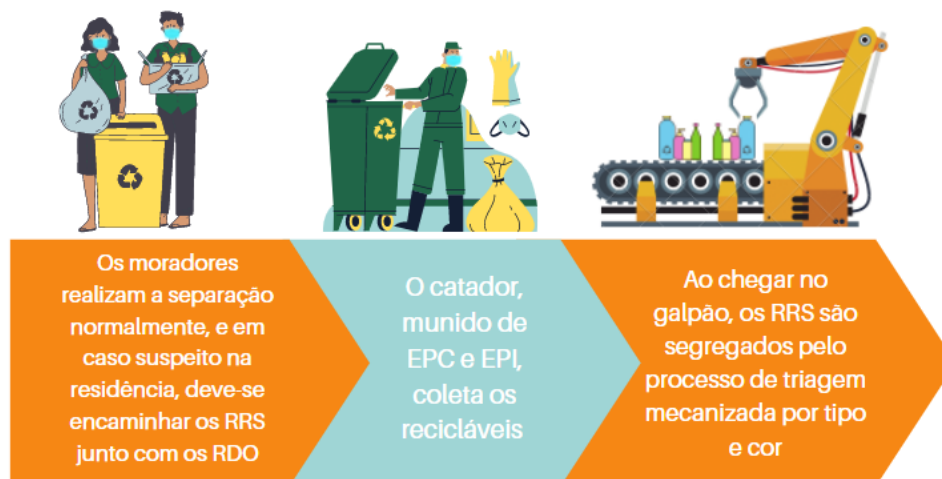 Os moradores
realizam a separação
normalmente, e em
caso suspeito na
residência, deve-se
encaminhar os RRS
junto com os RDO
O catador,
munido de
EPC e EPI,
coleta os
recicláveis
Ao chegar no
galpão, os RRS são
segregados pelo
processo de triagem
mecanizada por tipo
e cor